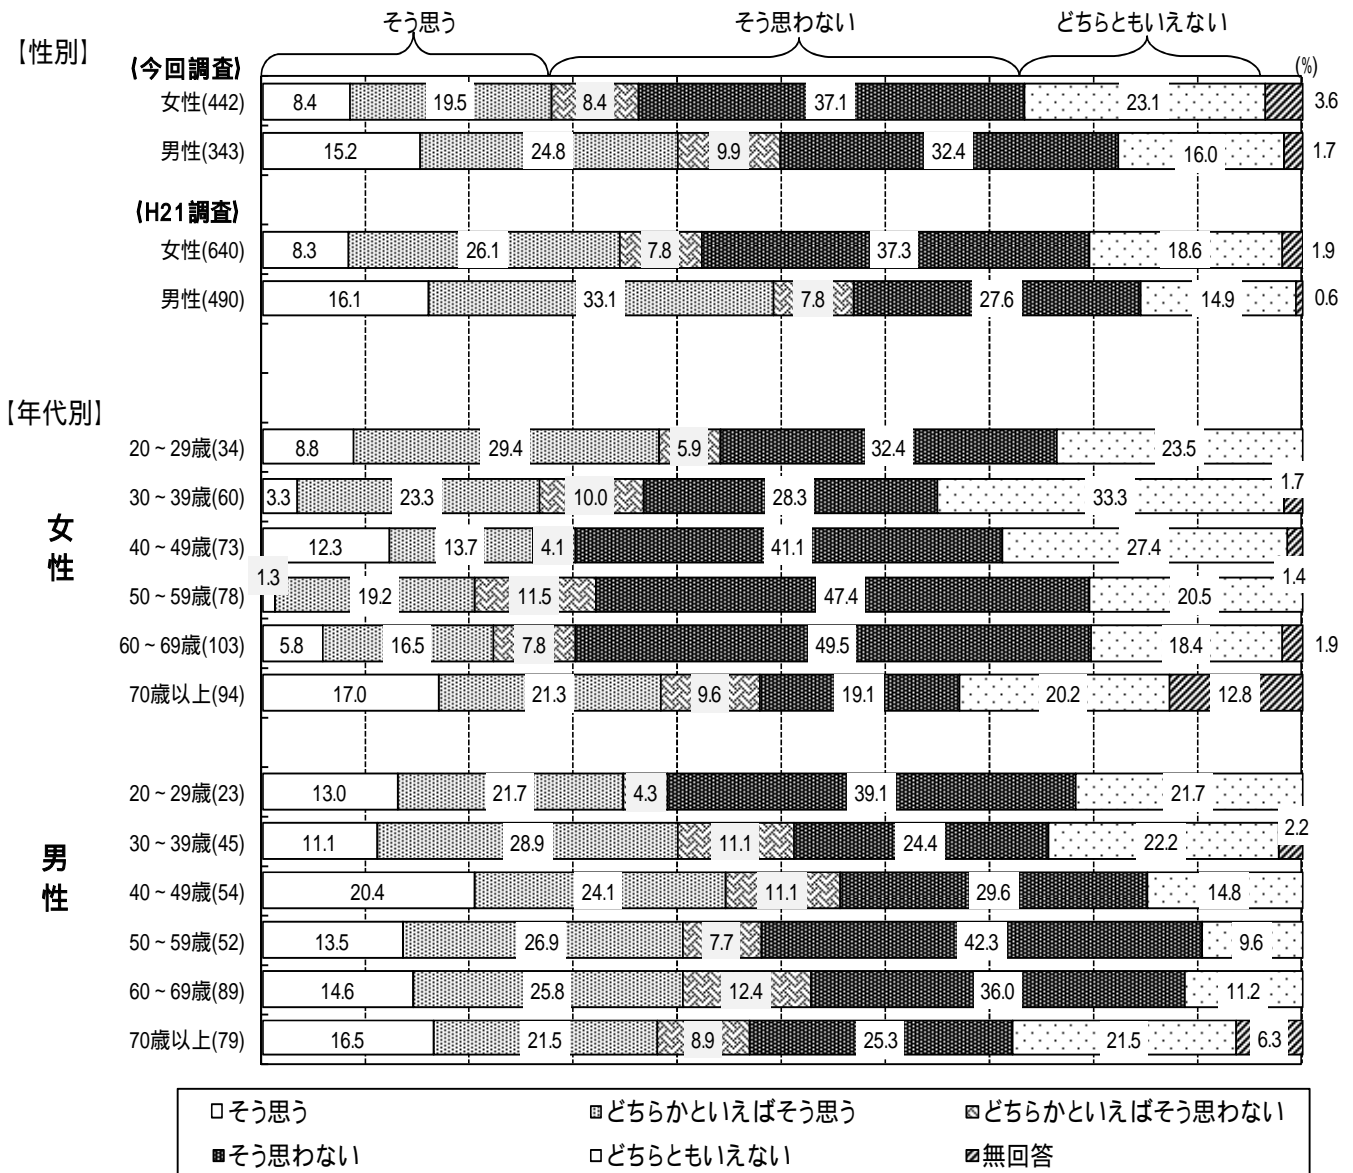 そう思う そう思わない どちらともいえない
【性別】
(今回調査) (%)
女性(442) 8.4 19.5 8.4 37.1 23.1 3.6
男性(343) 15.2 24.8 9.9 32.4 16.0 1.7
(H21調査)
女性(640) 8.3 26.1 7.8 37.3 18.6 1.9
男性(490) 16.1 33.1 7.8 27.6 14.9 0.6
【年代別】
女性
20~29歳(34) 8.8 29.4 5.9 32.4 23.5
30~39歳(60) 3.3 23.3 10.0 28.3 33.3 1.7
40~49歳(73) 12.3 13.7 4.1 41.1 27.4 1.4
50~59歳(78) 1.3 19.2 11.5 47.4 20.5
60~69歳(103) 5.8 16.5 7.8 49.5 18.4 1.9
70歳以上(94) 17.0 21.3 9.6 19.1 20.2 12.8
男性
20~29歳(23) 13.0 21.7 4.3 39.1 21.7
30~39歳(45) 11.1 28.9 11.1 24.4 22.2 2.2
40~49歳(54) 20.4 24.1 11.1 29.6 14.8
50~59歳(52) 13.5 26.9 7.7 42.3 9.6
60~69歳(89) 14.6 25.8 12.4 36.0 11.2
70歳以上(79) 16.5 21.5 8.9 25.3 21.5 6.3
そう思う どちらかといえばそう思う どちらかといえばそう思わない
そう思わない どちらともいえない 無回答